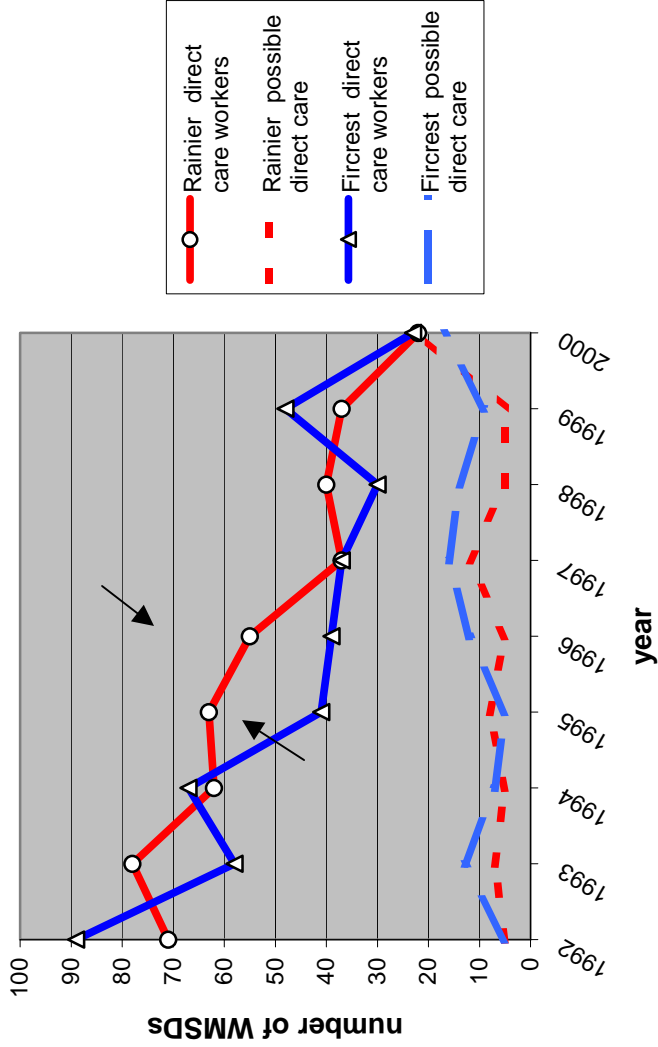 number of WMSDs
100
90
80
70
60
50
40
30
20
10
0
1992
1993
1994
1995
1996
1997
1998
1999
2000
year
Rainier direct
care workers
Rainier possible
direct care
Fircrest direct
care workers
Fircrest possible
direct care